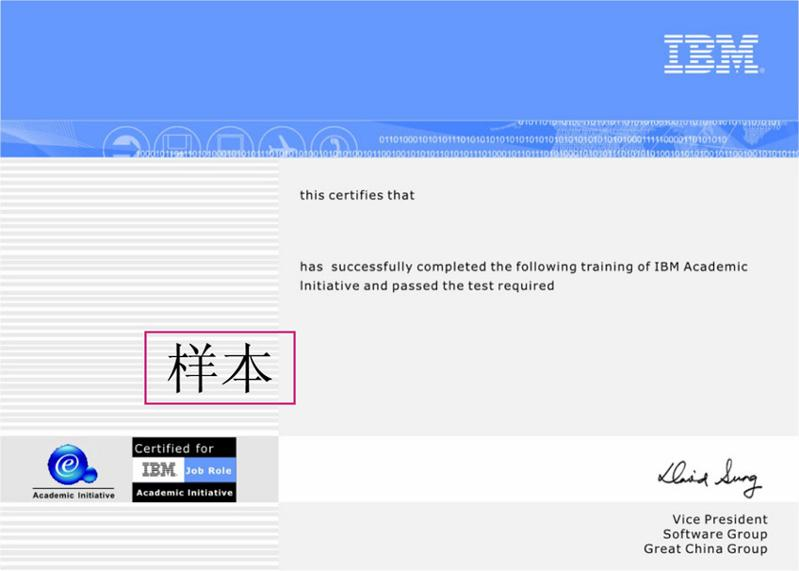 IBM
this certifies that
has successfully completed the following training of IBM Academic
Initiative and passed the test required
样本
e
Academic Initiative
Certified for
IBM Job Role
Academic Initiative
David Sung
Vice President
Software Group
Great China Group